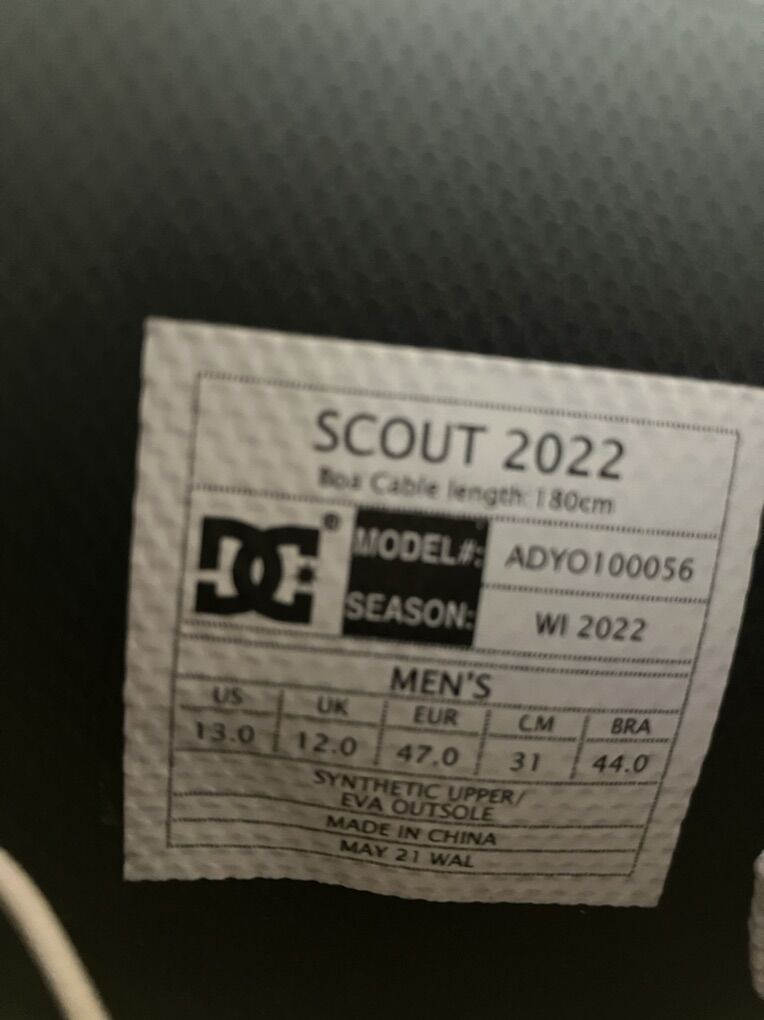 SCOUT 2022
Boa Cable length: 180cm
DC®
MODEL#: ADYO100056
SEASON: WI 2022
MEN'S
US UK EUR CM BRA
13.0 12.0 47.0 31 44.0
SYNTHETIC UPPER/
EVA OUTSOLE
MADE IN CHINA
MAY 21 WAL